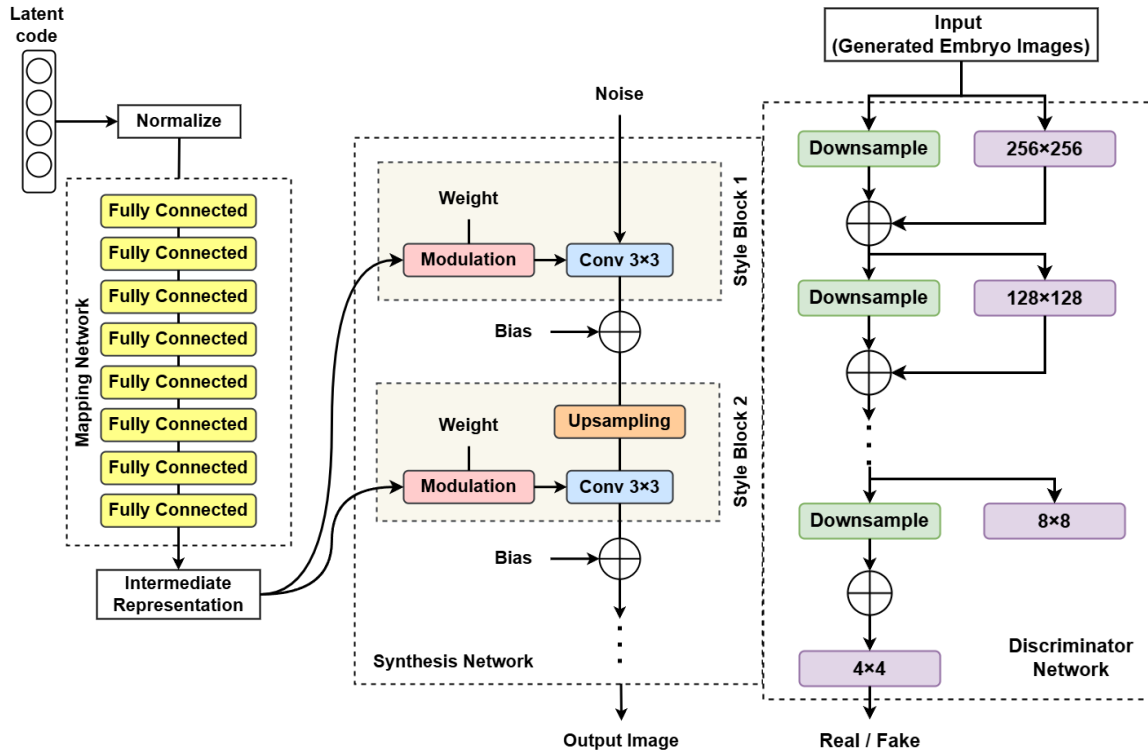 Latent
code
Normalize
Mapping Network
Fully Connected
Fully Connected
Fully Connected
Fully Connected
Fully Connected
Fully Connected
Fully Connected
Fully Connected
Intermediate
Representation
Noise
Style Block 1
Weight
Modulation
Conv 3×3
Bias
Style Block 2
Upsampling
Weight
Modulation
Conv 3×3
Bias
Synthesis Network
Output Image
Input
(Generated Embryo Images)
Downsample
256×256
Downsample
128×128
Downsample
8×8
4×4
Discriminator
Network
Real / Fake